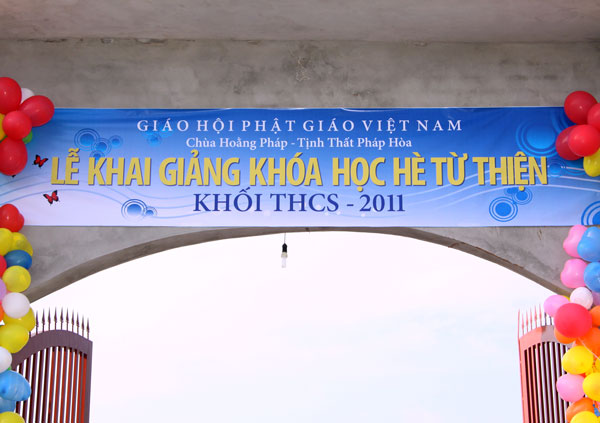 GIÁO HỘI PHẬT GIÁO VIỆT NAM
Chùa Hoằng Pháp - Tịnh Thất Pháp Hòa
LỄ KHAI GIẢNG KHÓA HỌC HÈ TỪ THIỆN
KHỐI THCS - 2011